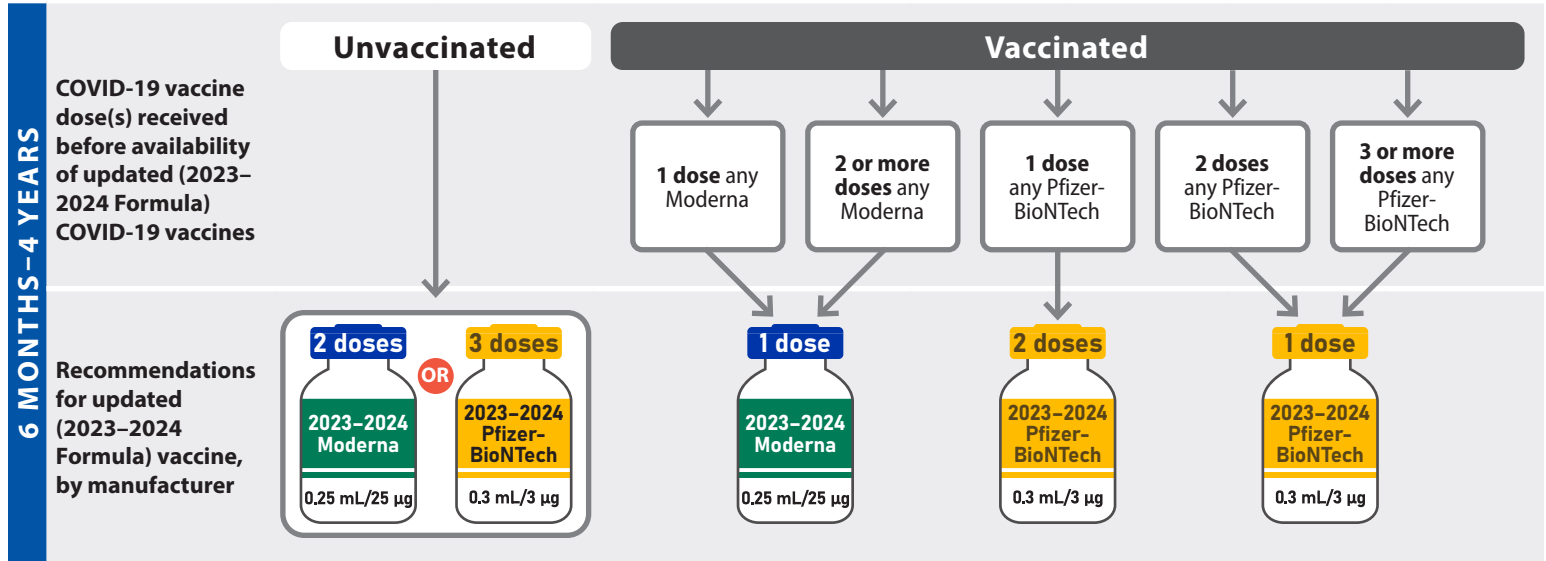 6 MONTHS–4 YEARS
COVID-19 vaccine
dose(s) received
before availability
of updated (2023–
2024 Formula)
COVID-19 vaccines
Unvaccinated
Vaccinated
1 dose any
Moderna
2 or more
doses any
Moderna
1 dose
any Pfizer-
BioNTech
2 doses
any Pfizer-
BioNTech
3 or more
doses any
Pfizer-
BioNTech
Recommendations
for updated
(2023–2024
Formula) vaccine,
by manufacturer
2 doses
2023–2024
Moderna
0.25 mL/25 µg
OR
3 doses
2023–2024
Pfizer-
BioNTech
0.3 mL/3 µg
1 dose
2023–2024
Moderna
0.25 mL/25 µg
2 doses
2023–2024
Pfizer-
BioNTech
0.3 mL/3 µg
1 dose
2023–2024
Pfizer-
BioNTech
0.3 mL/3 µg